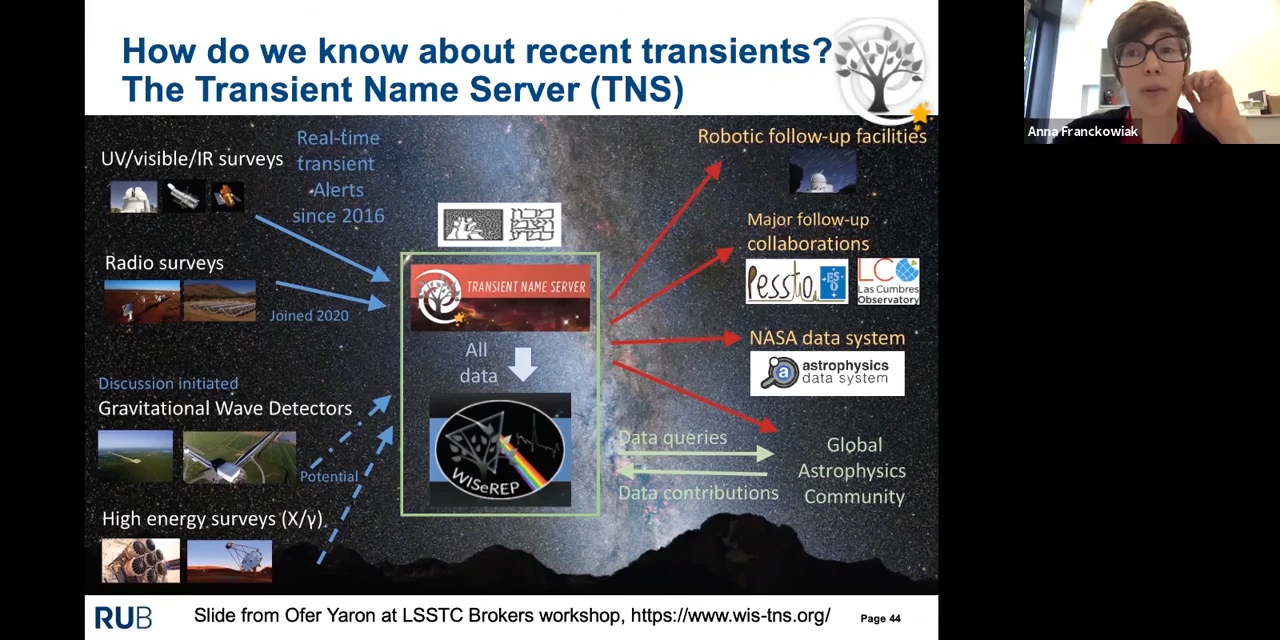 How do we know about recent transients?
The Transient Name Server (TNS)
UV/visible/IR surveys
Real-time
transient
Alerts
since 2016
Radio surveys
Joined 2020
Discussion initiated
Gravitational Wave Detectors
Potential
High energy surveys (X/γ)
TRANSIENT NAME SERVER
All
data
WISeREP
Robotic follow-up facilities
Major follow-up
collaborations
Pessto
ESO
LCO
Las Cumbres
Observatory
NASA data system
a
astrophysics
data system
Data queries
Data contributions
Global
Astrophysics
Community
RUB
Slide from Ofer Yaron at LSSTC Brokers workshop, https://www.wis-tns.org/
Page 44
Anna Franckowiak